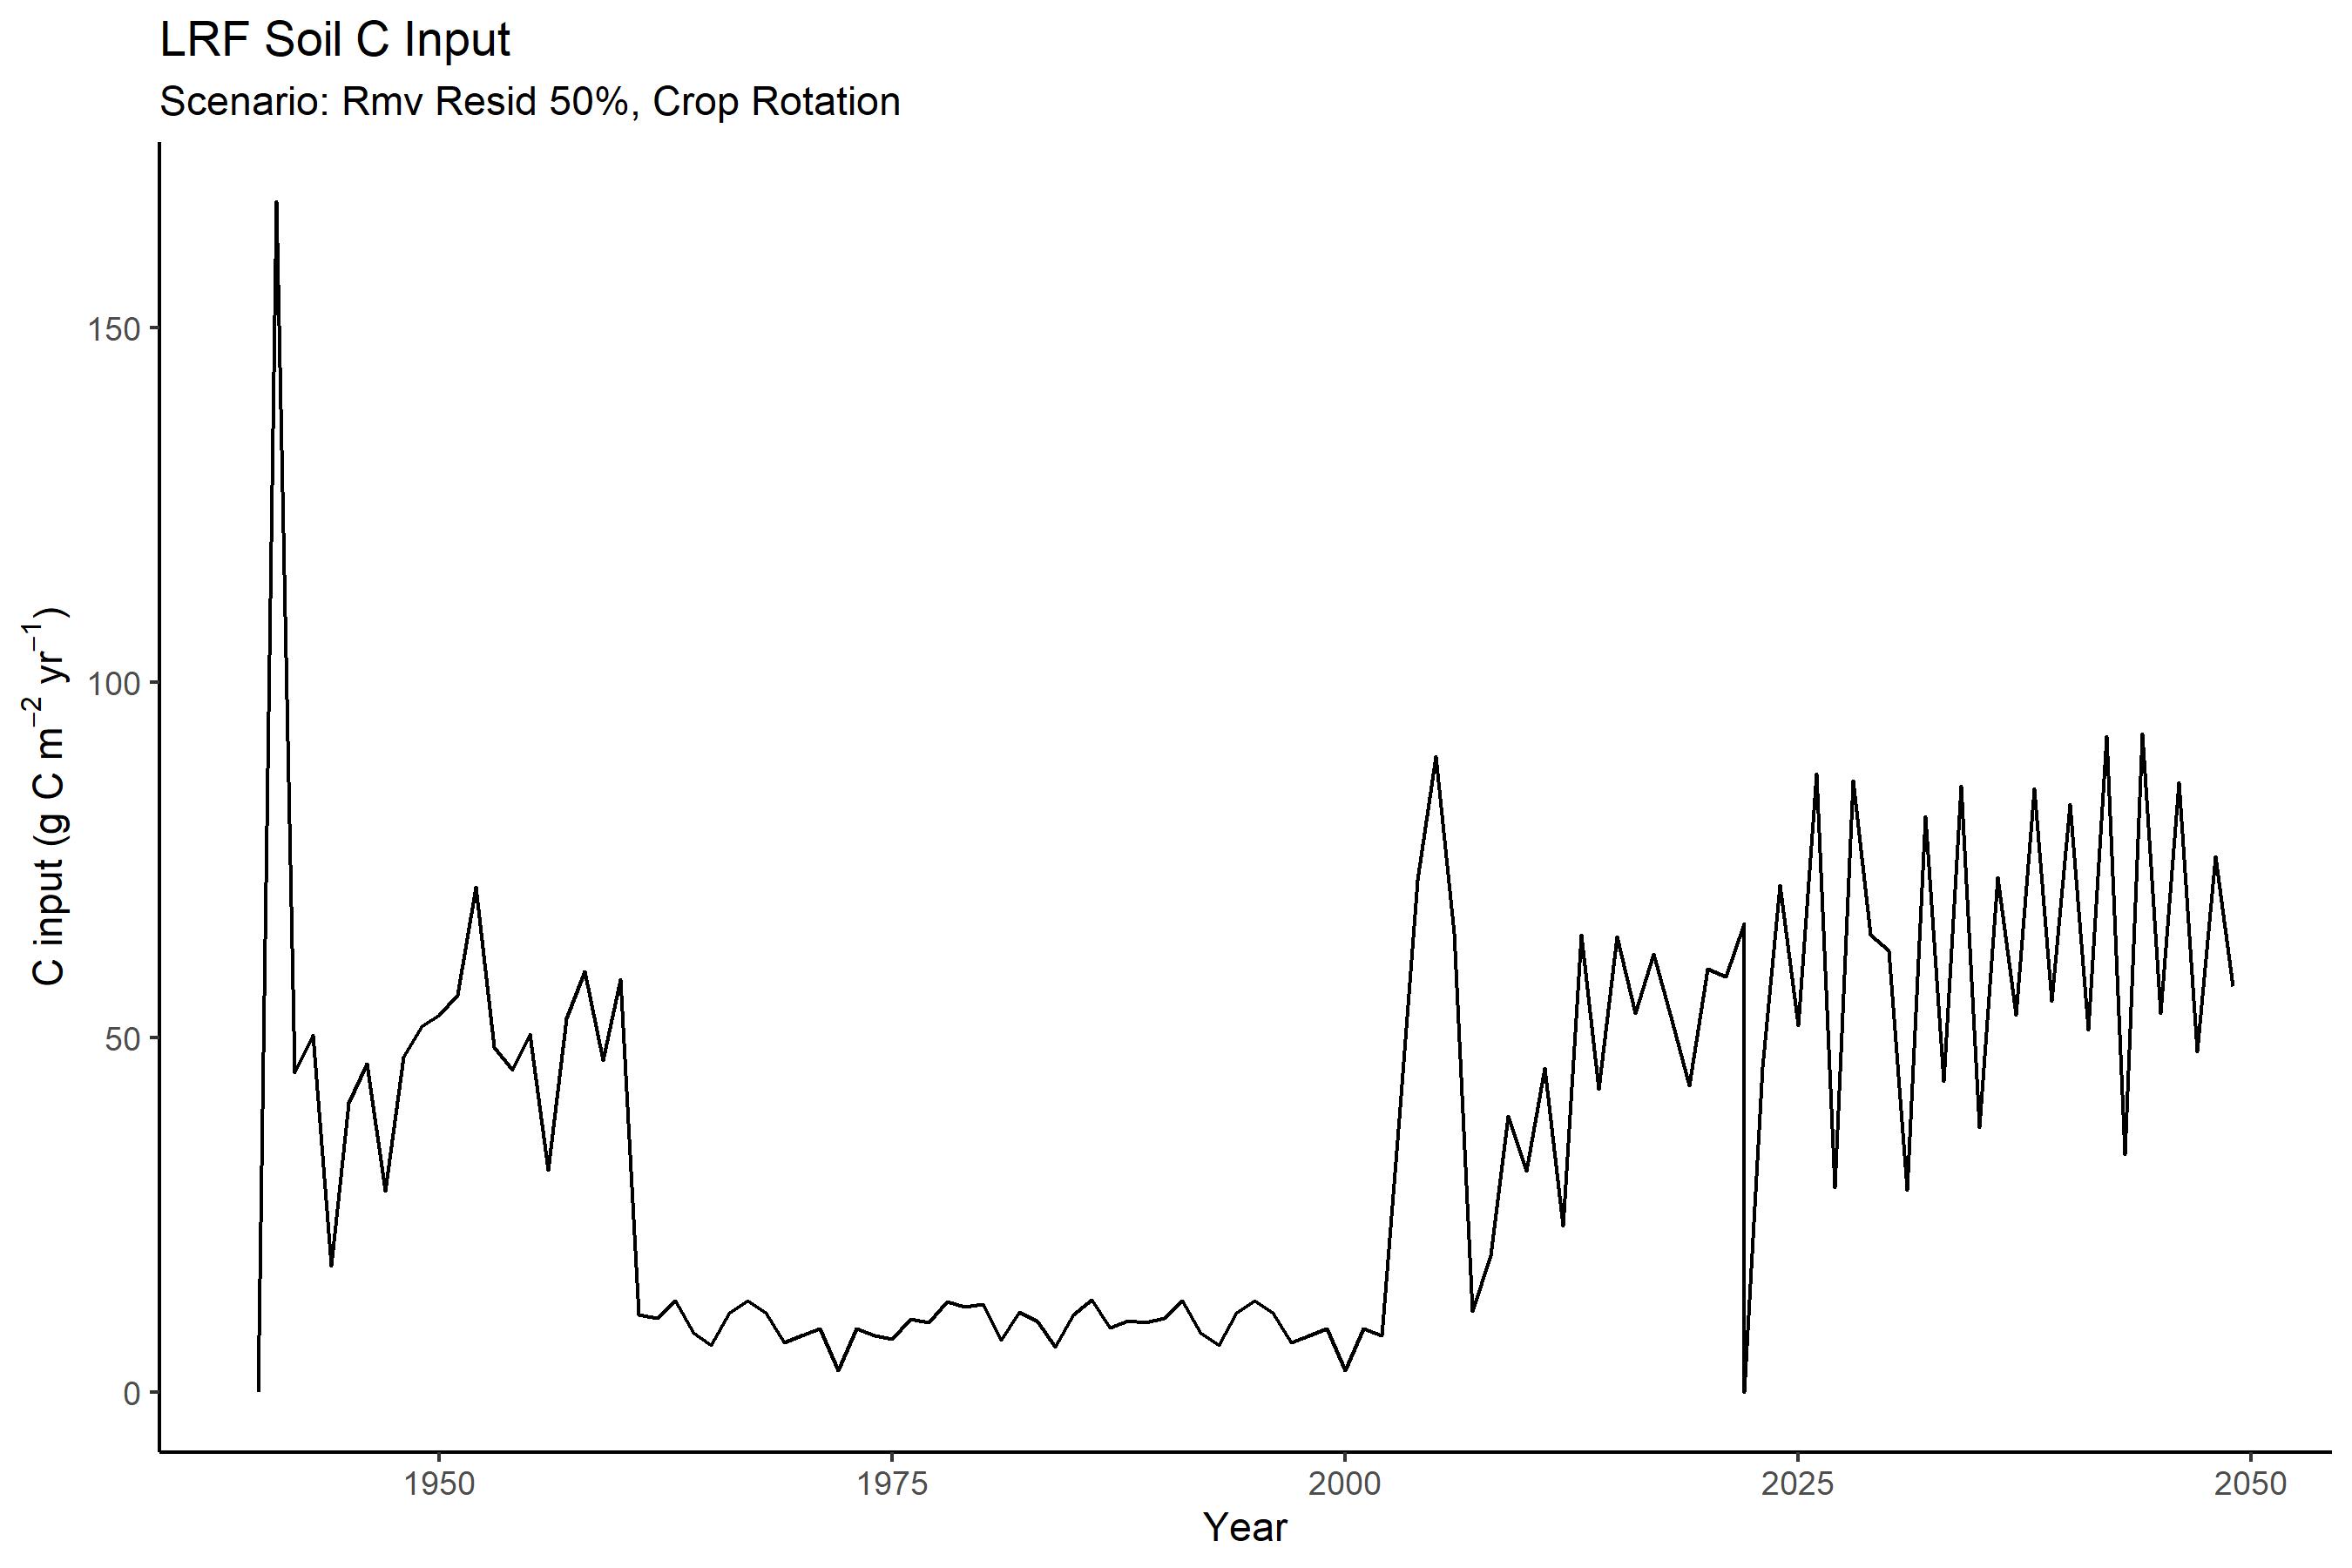 LRF Soil C Input
Scenario: Rmv Resid 50%, Crop Rotation
C input (g C m⁻² yr⁻¹)
150
100
50
0
1950 1975 2000 2025 2050
Year